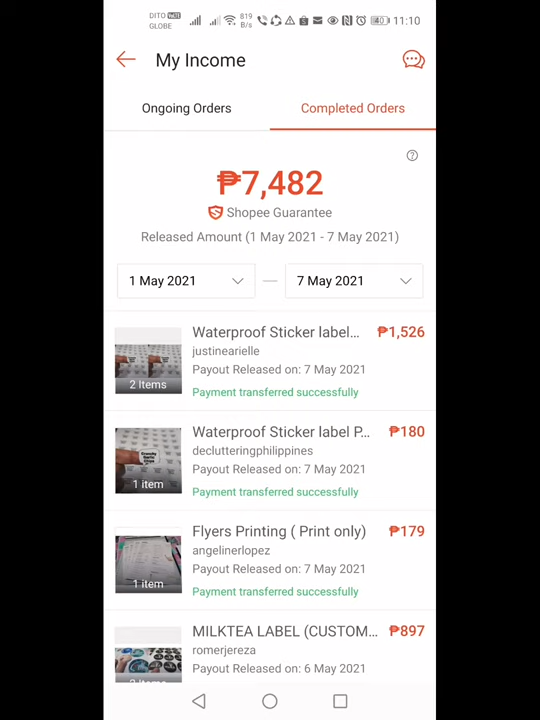 DITO VoLTE
GLOBE
819
B/s
40
11:10
My Income
Ongoing Orders
Completed Orders
₱7,482
Shopee Guarantee
Released Amount (1 May 2021 - 7 May 2021)
1 May 2021
7 May 2021
Waterproof Sticker label...
₱1,526
justinearielle
Payout Released on: 7 May 2021
2 Items
Payment transferred successfully
Waterproof Sticker label P...
₱180
declutteringphilippines
Payout Released on: 7 May 2021
1 item
Payment transferred successfully
Flyers Printing ( Print only)
₱179
angelinerlopez
Payout Released on: 7 May 2021
1 item
Payment transferred successfully
MILKTEA LABEL (CUSTOM...
₱897
romerjereza
Payout Released on: 6 May 2021